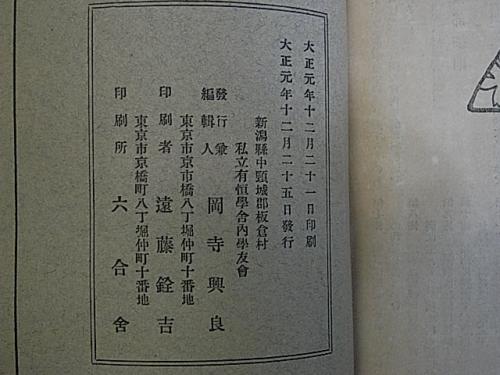 大正元年十二月二十一日印刷
大正元年十二月二十五日發行
新潟縣中頸城郡板倉村
私立有恒學舍内學友會
發行兼編輯人 岡寺興良
東京市京橋八丁堀仲町十番地
印刷者 遠藤銓吉
東京市京橋町八丁堀仲町十番地
印刷所 六合舍